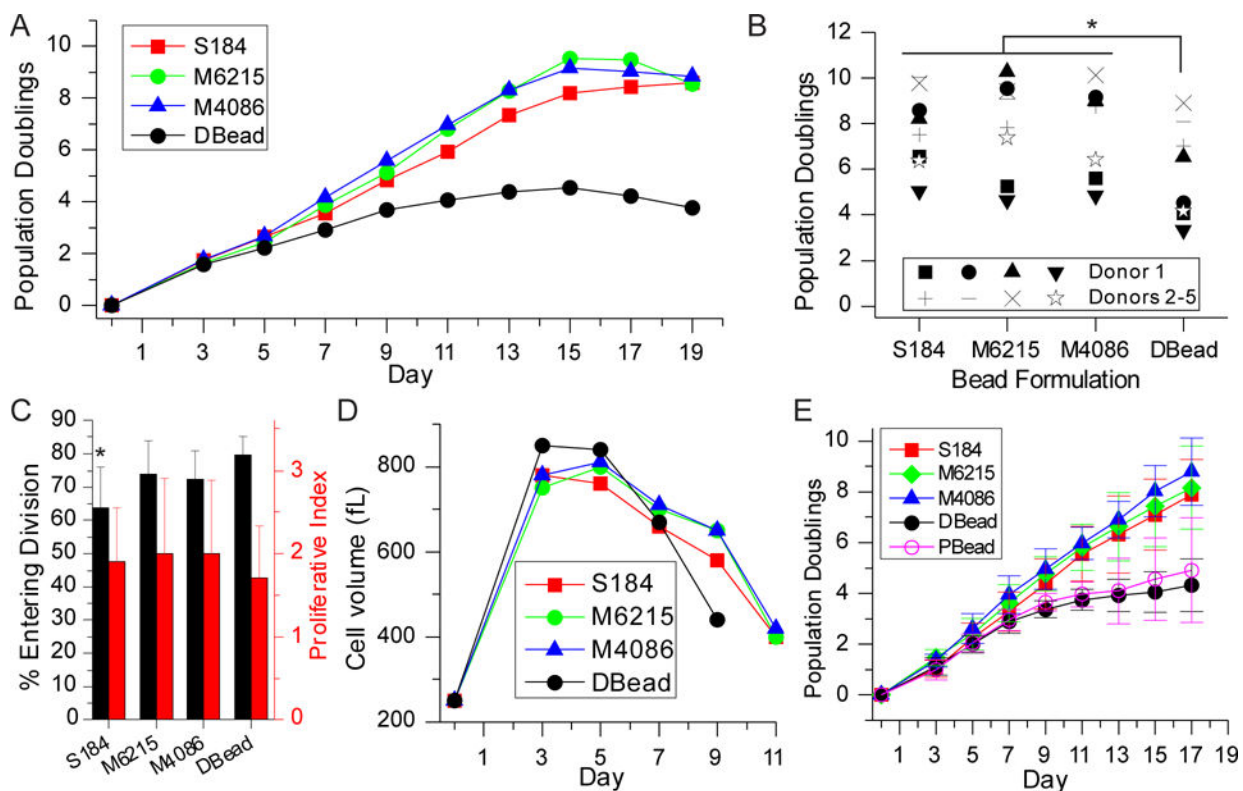 A
Population Doublings
10
8
6
4
2
0
S184
M6215
M4086
DBead
1 3 5 7 9 11 13 15 17 19
Day
B
*
Population Doublings
12
10
8
6
4
2
0
Donor 1
Donors 2-5
S184 M6215 M4086 DBead
Bead Formulation
C
% Entering Division
90
80
70
60
50
40
30
20
10
0
*
3
2
1
0
Proliferative Index
S184 M6215 M4086 DBead
D
Cell volume (fL)
800
600
400
200
S184
M6215
M4086
DBead
1 3 5 7 9 11
Day
E
Population Doublings
10
8
6
4
2
0
S184
M6215
M4086
DBead
PBead
1 3 5 7 9 11 13 15 17 19
Day